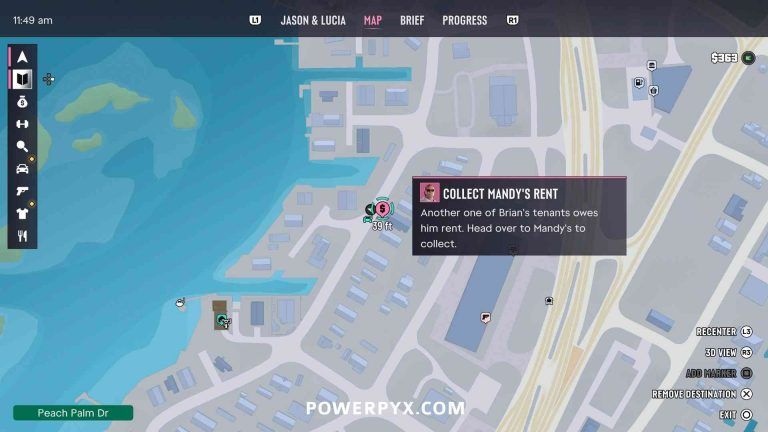 11:49 am
L1 JASON & LUCIA MAP BRIEF PROGRESS R1
$363
COLLECT MANDY'S RENT
Another one of Brian's tenants owes
him rent. Head over to Mandy's to
collect.
39 ft
RECENTER L3
3D VIEW R3
ADD MARKER
REMOVE DESTINATION
EXIT
Peach Palm Dr
POWERPYX.COM